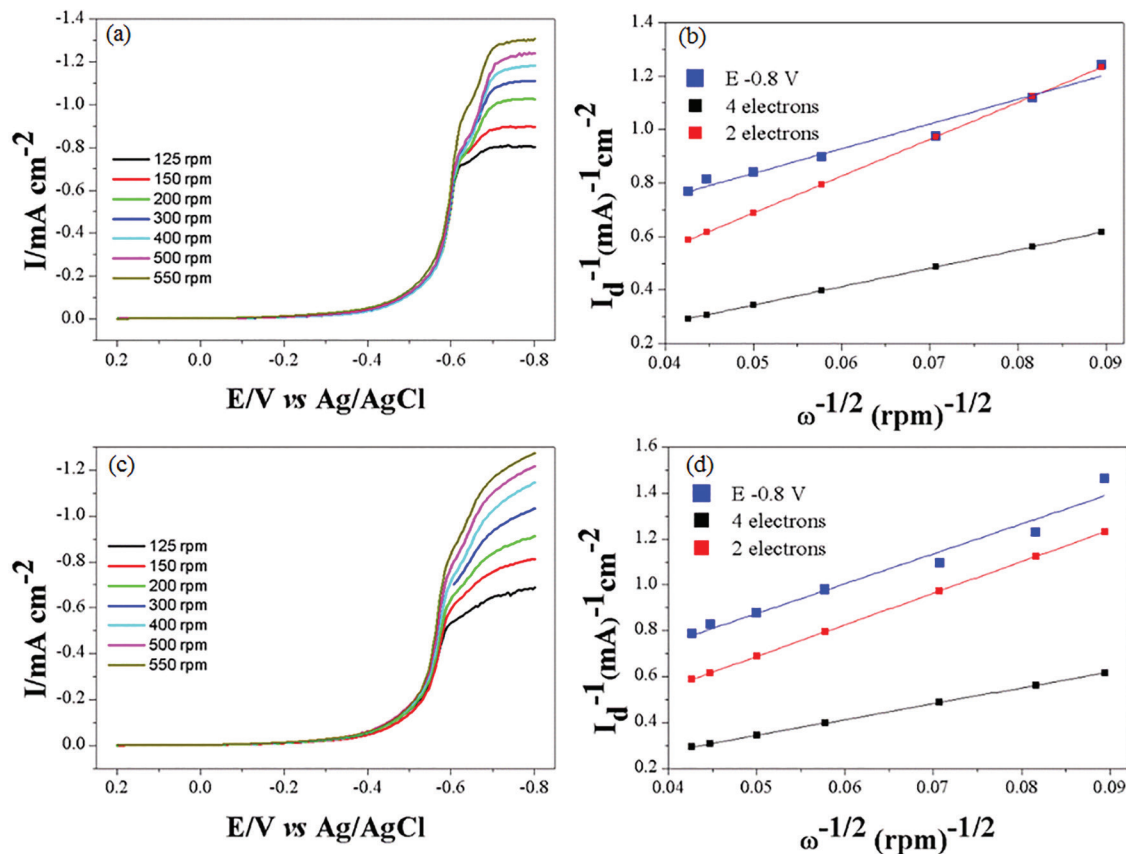 (a)
-1.4
-1.2
-1.0
-0.8
-0.6
-0.4
-0.2
0.0
I/mA cm-2
125 rpm
150 rpm
200 rpm
300 rpm
400 rpm
500 rpm
550 rpm
0.2 0.0 -0.2 -0.4 -0.6 -0.8
E/V vs Ag/AgCl
(b)
1.4
1.2
1.0
0.8
0.6
0.4
0.2
Id-1(mA)-1cm-2
E -0.8 V
4 electrons
2 electrons
0.04 0.05 0.06 0.07 0.08 0.09
ω-1/2 (rpm)-1/2
(c)
-1.2
-1.0
-0.8
-0.6
-0.4
-0.2
0.0
I/mA cm-2
125 rpm
150 rpm
200 rpm
300 rpm
400 rpm
500 rpm
550 rpm
0.2 0.0 -0.2 -0.4 -0.6 -0.8
E/V vs Ag/AgCl
(d)
1.6
1.4
1.2
1.0
0.8
0.6
0.4
0.2
Id-1(mA)-1cm-2
E -0.8 V
4 electrons
2 electrons
0.04 0.05 0.06 0.07 0.08 0.09
ω-1/2 (rpm)-1/2